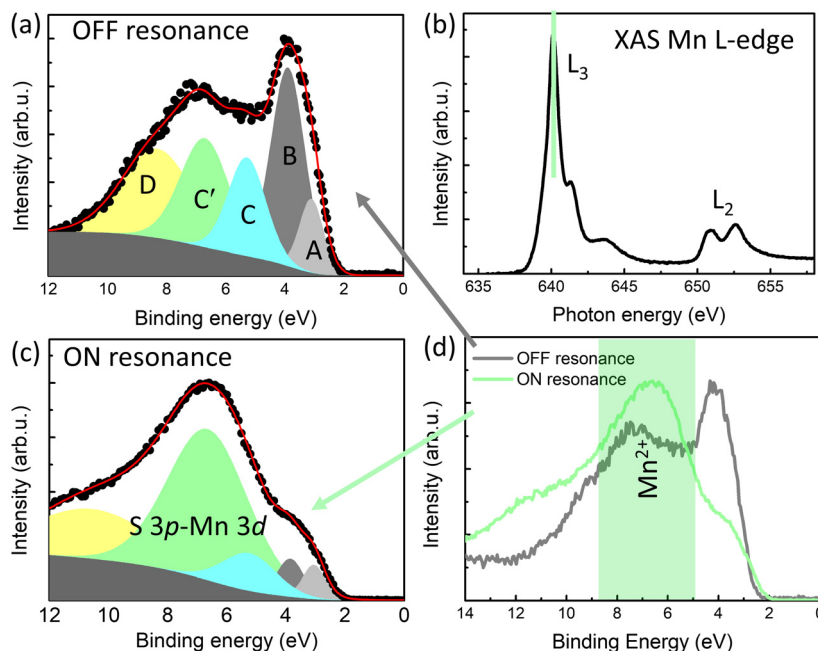 (a) OFF resonance
D
C′
C
B
A
Intensity (arb.u.)
12 10 8 6 4 2 0
Binding energy (eV)
(b)
XAS Mn L-edge
L3
L2
Intensity (arb.u.)
635 640 645 650 655
Photon energy (eV)
(c) ON resonance
S 3p-Mn 3d
Intensity (arb.u.)
12 10 8 6 4 2 0
Binding energy (eV)
(d)
OFF resonance
ON resonance
Mn2+
Intensity (arb.u.)
14 12 10 8 6 4 2 0
Binding Energy (eV)